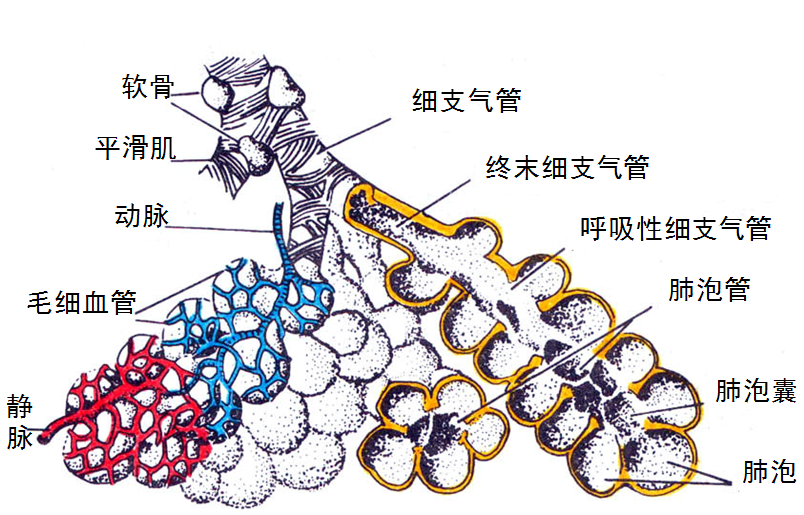 软骨
细支气管
平滑肌
终末细支气管
动脉
呼吸性细支气管
毛细血管
肺泡管
肺泡囊
静
脉
肺泡